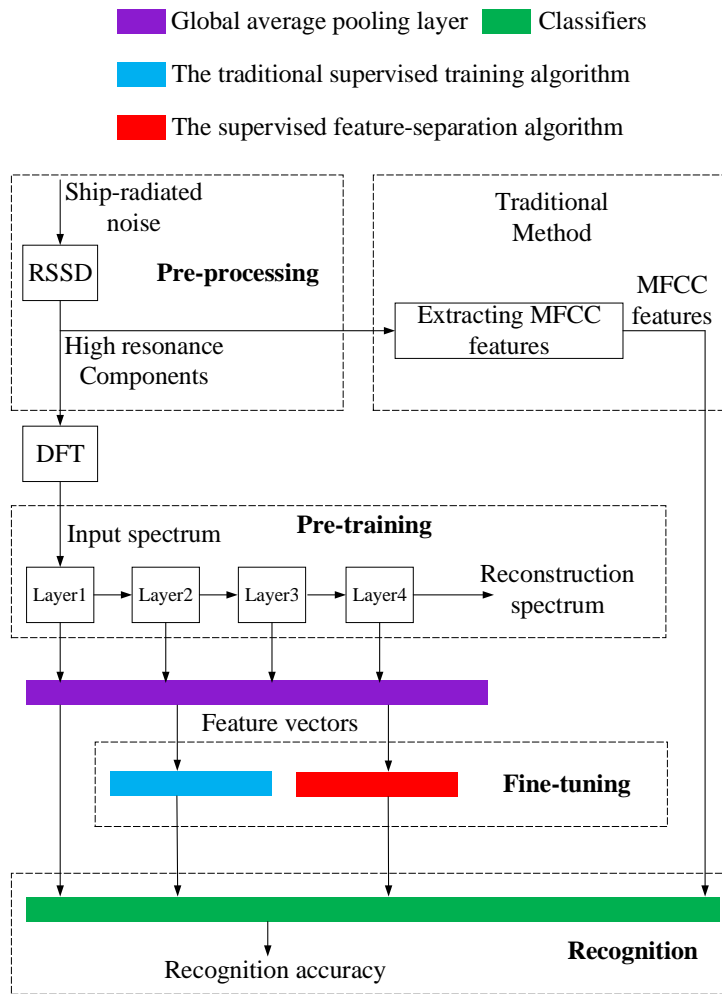 Global average pooling layer
Classifiers
The traditional supervised training algorithm
The supervised feature-separation algorithm
Ship-radiated
noise
RSSD
Pre-processing
High resonance
Components
Traditional
Method
Extracting MFCC
features
MFCC
features
DFT
Pre-training
Input spectrum
Layer1
Layer2
Layer3
Layer4
Reconstruction
spectrum
Feature vectors
Fine-tuning
Recognition
Recognition accuracy